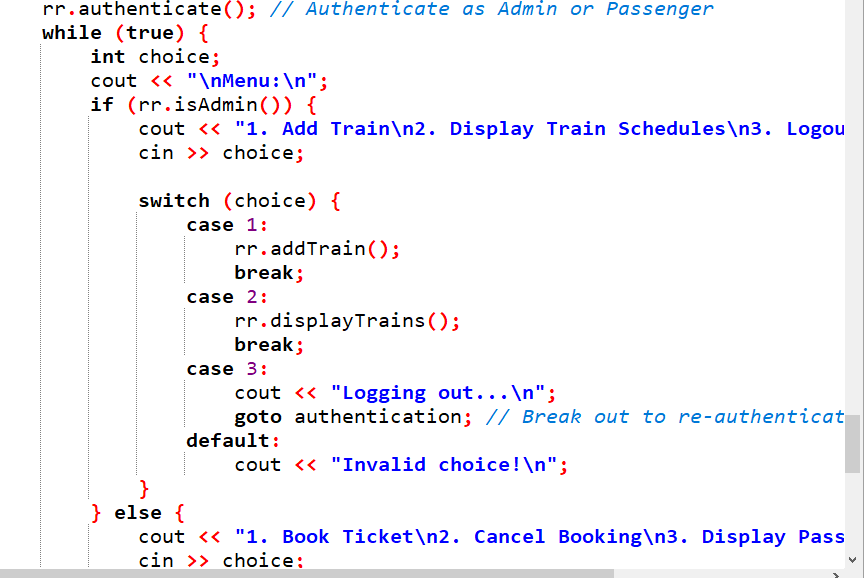 rr.authenticate(); // Authenticate as Admin or Passenger
while (true) {
int choice;
cout << "\nMenu:\n";
if (rr.isAdmin()) {
cout << "1. Add Train\n2. Display Train Schedules\n3. Logou
cin >> choice;
switch (choice) {
case 1:
rr.addTrain();
break;
case 2:
rr.displayTrains();
break;
case 3:
cout << "Logging out...\n";
goto authentication; // Break out to re-authenticat
default:
cout << "Invalid choice!\n";
}
} else {
cout << "1. Book Ticket\n2. Cancel Booking\n3. Display Pass
cin >> choice;